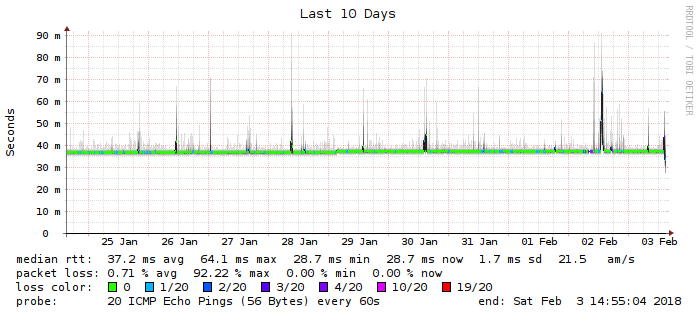 Last 10 Days
RRDTOOL / TOBI OETIKER
Seconds
90 m
80 m
70 m
60 m
50 m
40 m
30 m
20 m
10 m
0
25 Jan 26 Jan 27 Jan 28 Jan 29 Jan 30 Jan 31 Jan 01 Feb 02 Feb 03 Feb
median rtt: 37.2 ms avg 64.1 ms max 28.7 ms min 28.7 ms now 1.7 ms sd 21.5 am/s
packet loss: 0.71 % avg 92.22 % max 0.00 % min 0.00 % now
loss color: 0 1/20 2/20 3/20 4/20 10/20 19/20
probe: 20 ICMP Echo Pings (56 Bytes) every 60s end: Sat Feb 3 14:55:04 2018